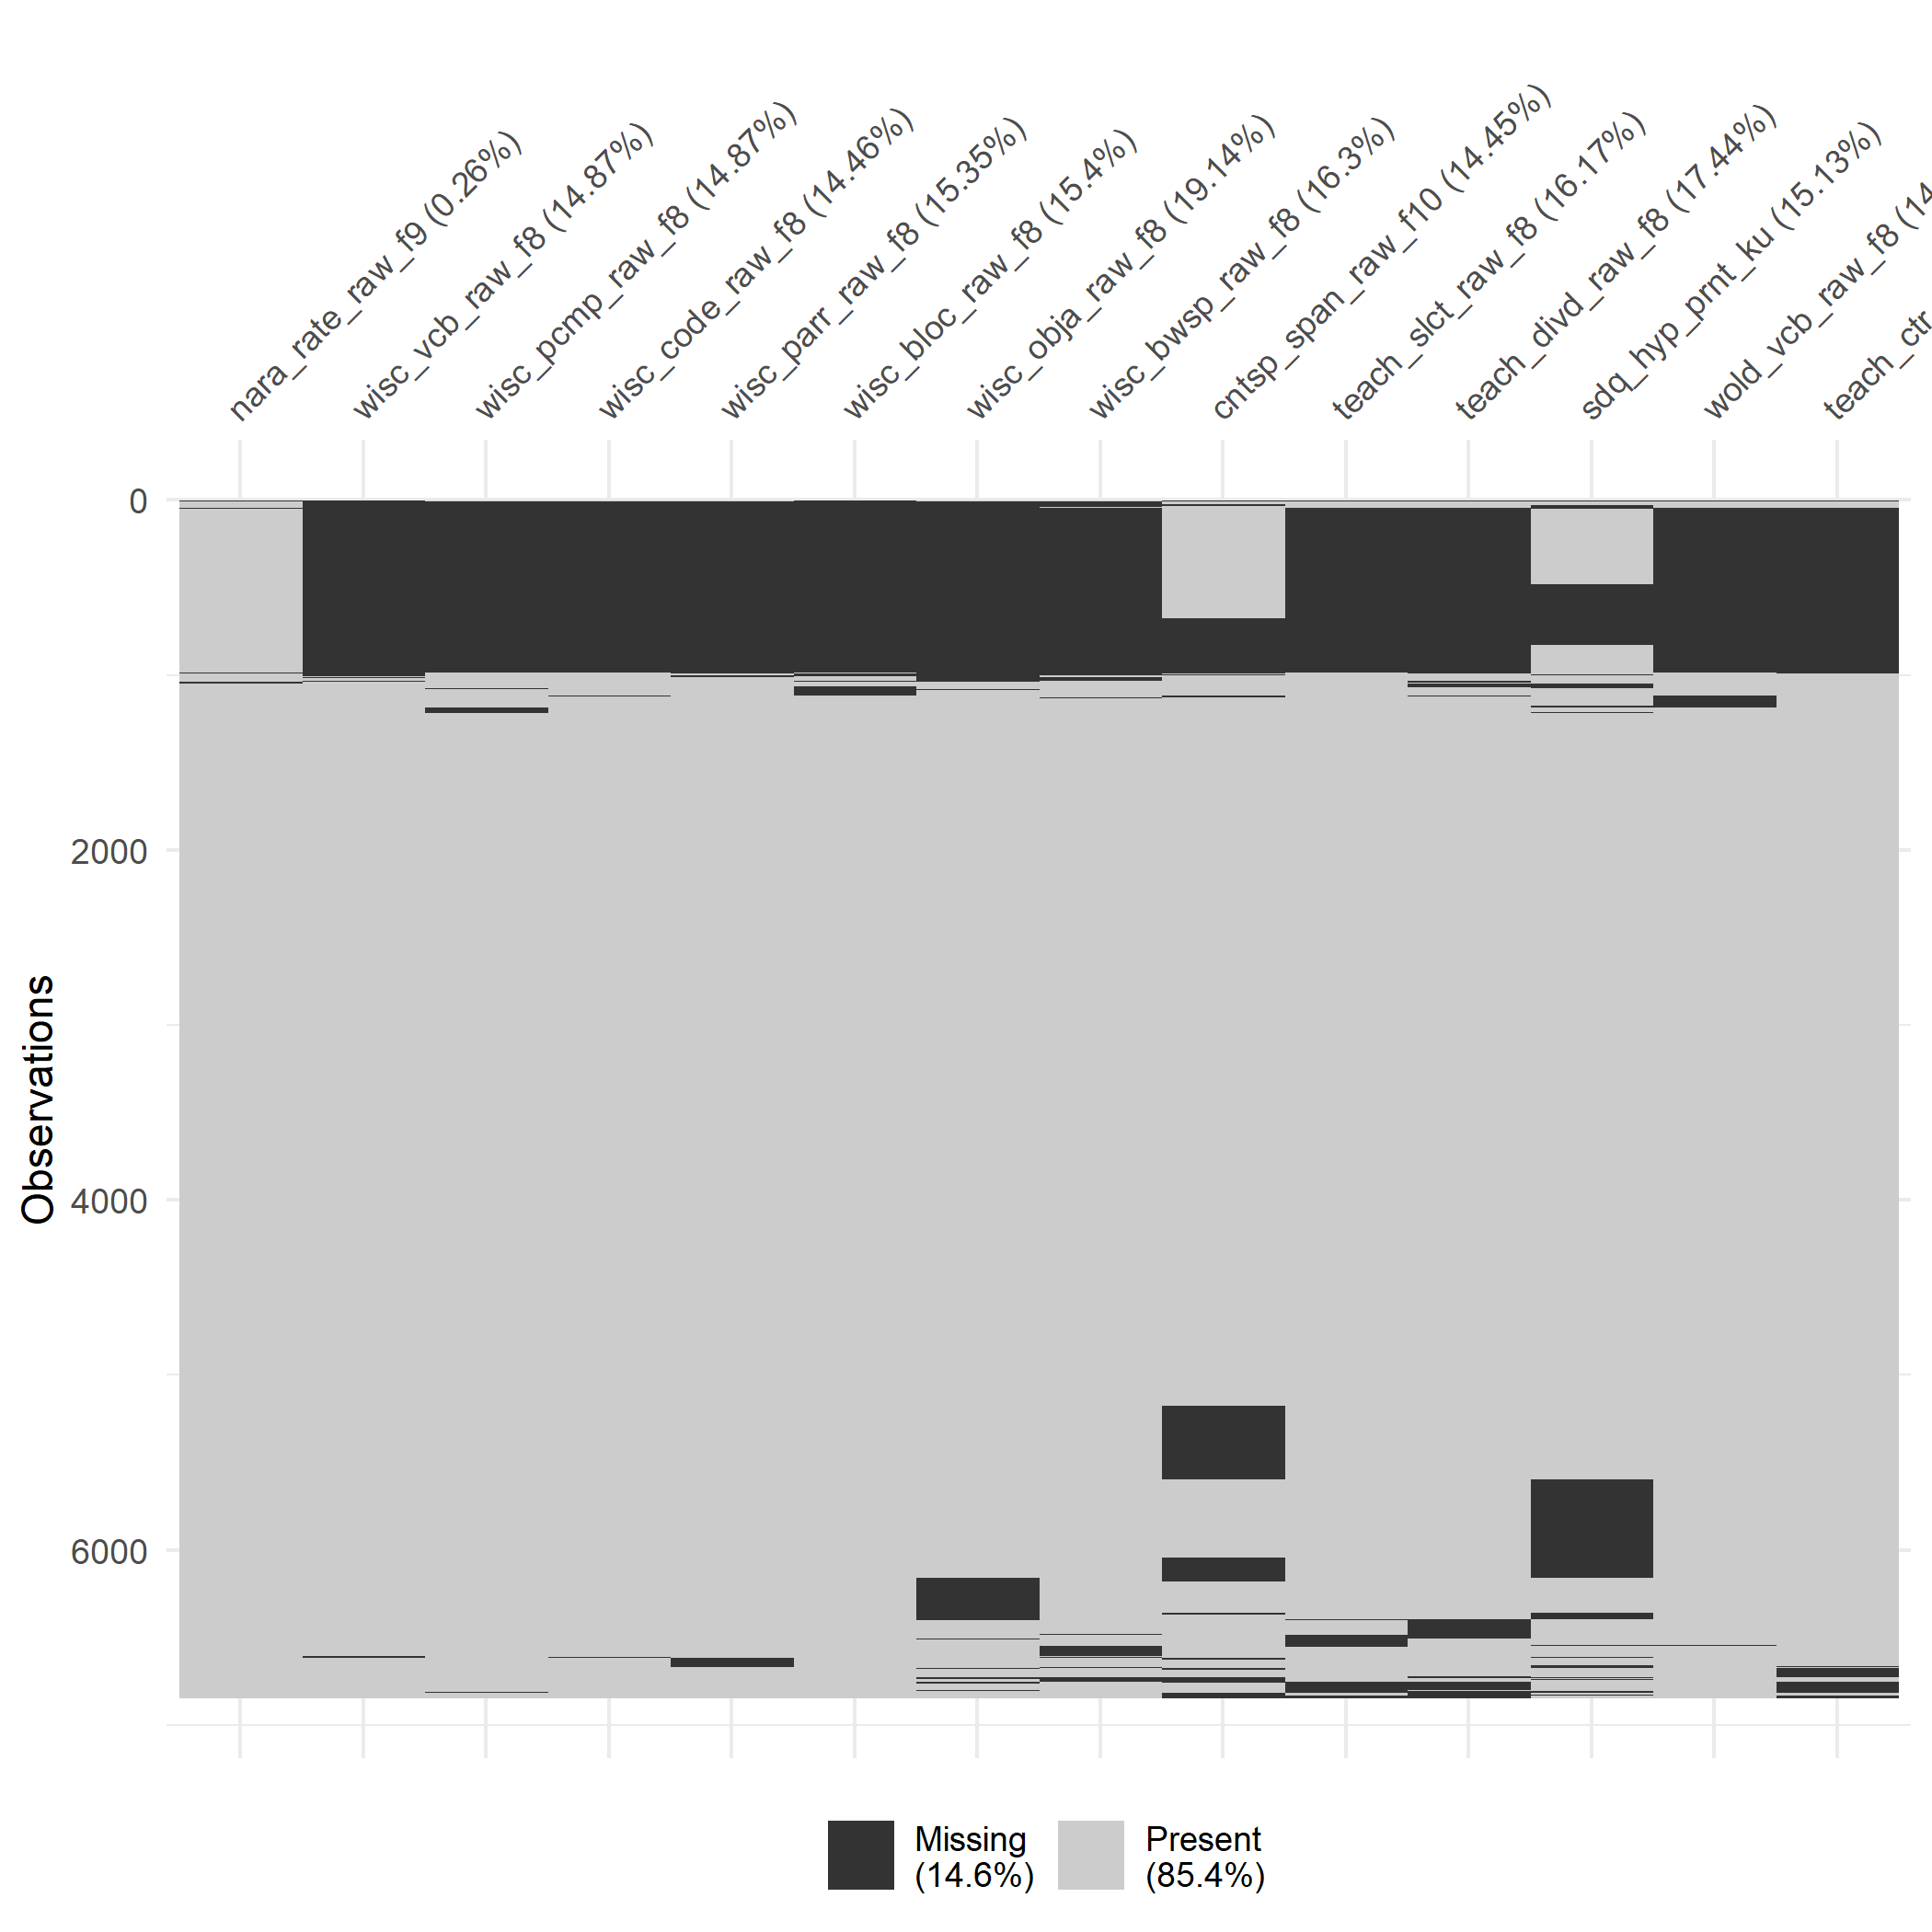 nara_rate_raw_f9 (0.26%)
wisc_vcb_raw_f8 (14.87%)
wisc_pcmp_raw_f8 (14.87%)
wisc_code_raw_f8 (14.46%)
wisc_parr_raw_f8 (15.35%)
wisc_bloc_raw_f8 (15.4%)
wisc_obja_raw_f8 (19.14%)
wisc_bwsp_raw_f8 (16.3%)
cntsp_span_raw_f10 (14.45%)
teach_slct_raw_f8 (16.17%)
teach_divd_raw_f8 (17.44%)
sdq_hyp_prnt_ku (15.13%)
wold_vcb_raw_f8 (14
teach_ctr
0
2000
4000
6000
Observations
Missing
(14.6%)
Present
(85.4%)